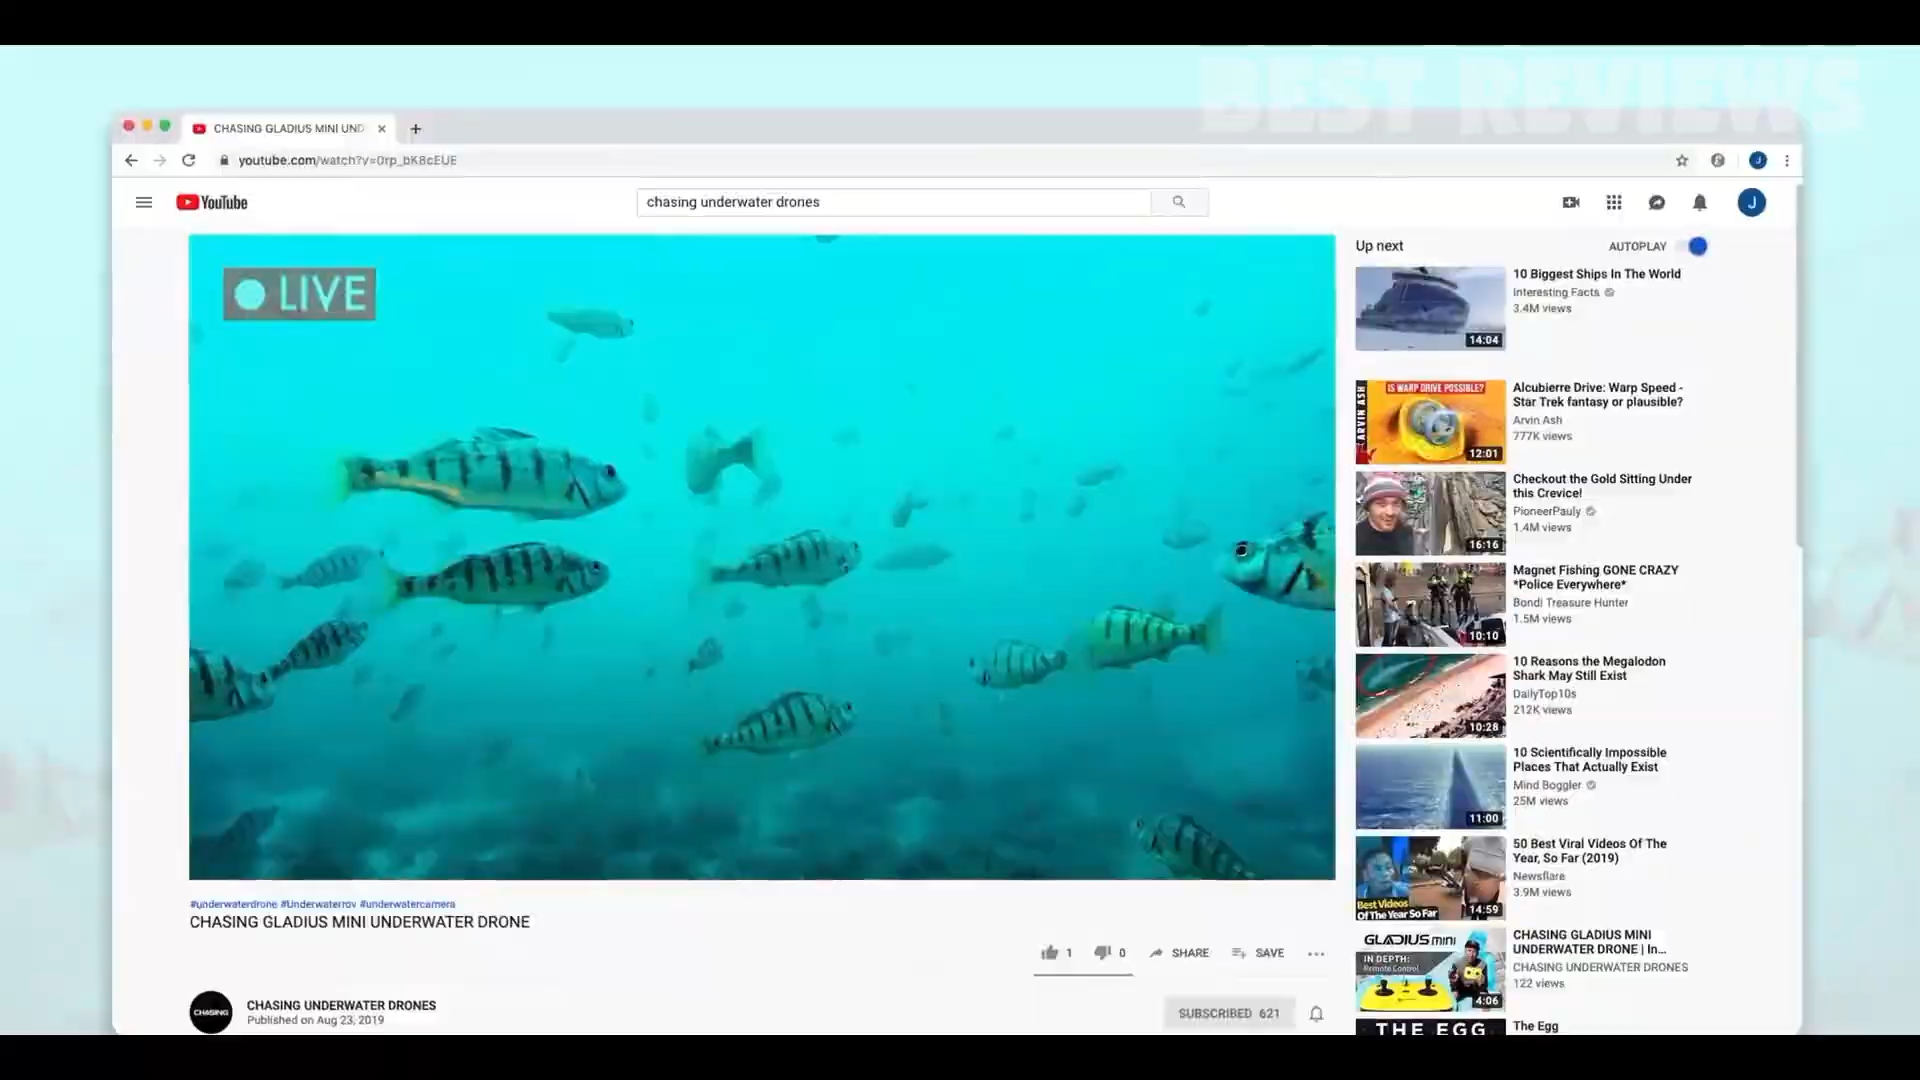 BEST REVIEWS
CHASING GLADIUS MINI UND
youtube.com/watch?v=0rp_bK8cEUE
YouTube
chasing underwater drones
J
J
LIVE
Up next
AUTOPLAY
14:04
10 Biggest Ships In The World
Interesting Facts
3.4M views
ARVIN ASH
IS WARP DRIVE POSSIBLE?
12:01
Alcubierre Drive: Warp Speed -
Star Trek fantasy or plausible?
Arvin Ash
777K views
16:16
Checkout the Gold Sitting Under
this Crevice!
PioneerPauly
1.4M views
10:10
Magnet Fishing GONE CRAZY
*Police Everywhere*
Bondi Treasure Hunter
1.5M views
10:28
10 Reasons the Megalodon
Shark May Still Exist
DailyTop10s
212K views
11:00
10 Scientifically Impossible
Places That Actually Exist
Mind Boggler
25M views
Best Videos
Of The Year So Far
14:59
50 Best Viral Videos Of The
Year, So Far (2019)
Newsflare
3.9M views
GLADIUS mini
IN DEPTH:
Remote Control
4:06
CHASING GLADIUS MINI
UNDERWATER DRONE | In...
CHASING UNDERWATER DRONES
122 views
THE EGG
The Egg
#underwaterdrone #Underwaterrov #underwatercamera
CHASING GLADIUS MINI UNDERWATER DRONE
1
0
SHARE
SAVE
CHASING
CHASING UNDERWATER DRONES
Published on Aug 23, 2019
SUBSCRIBED 621